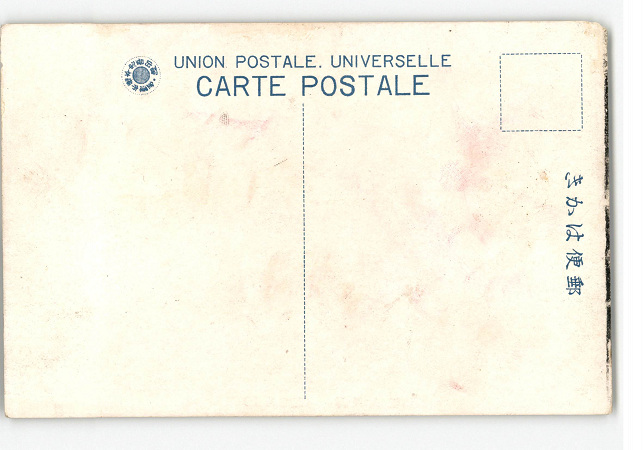 UNION POSTALE. UNIVERSELLE
CARTE POSTALE
きかは便郵